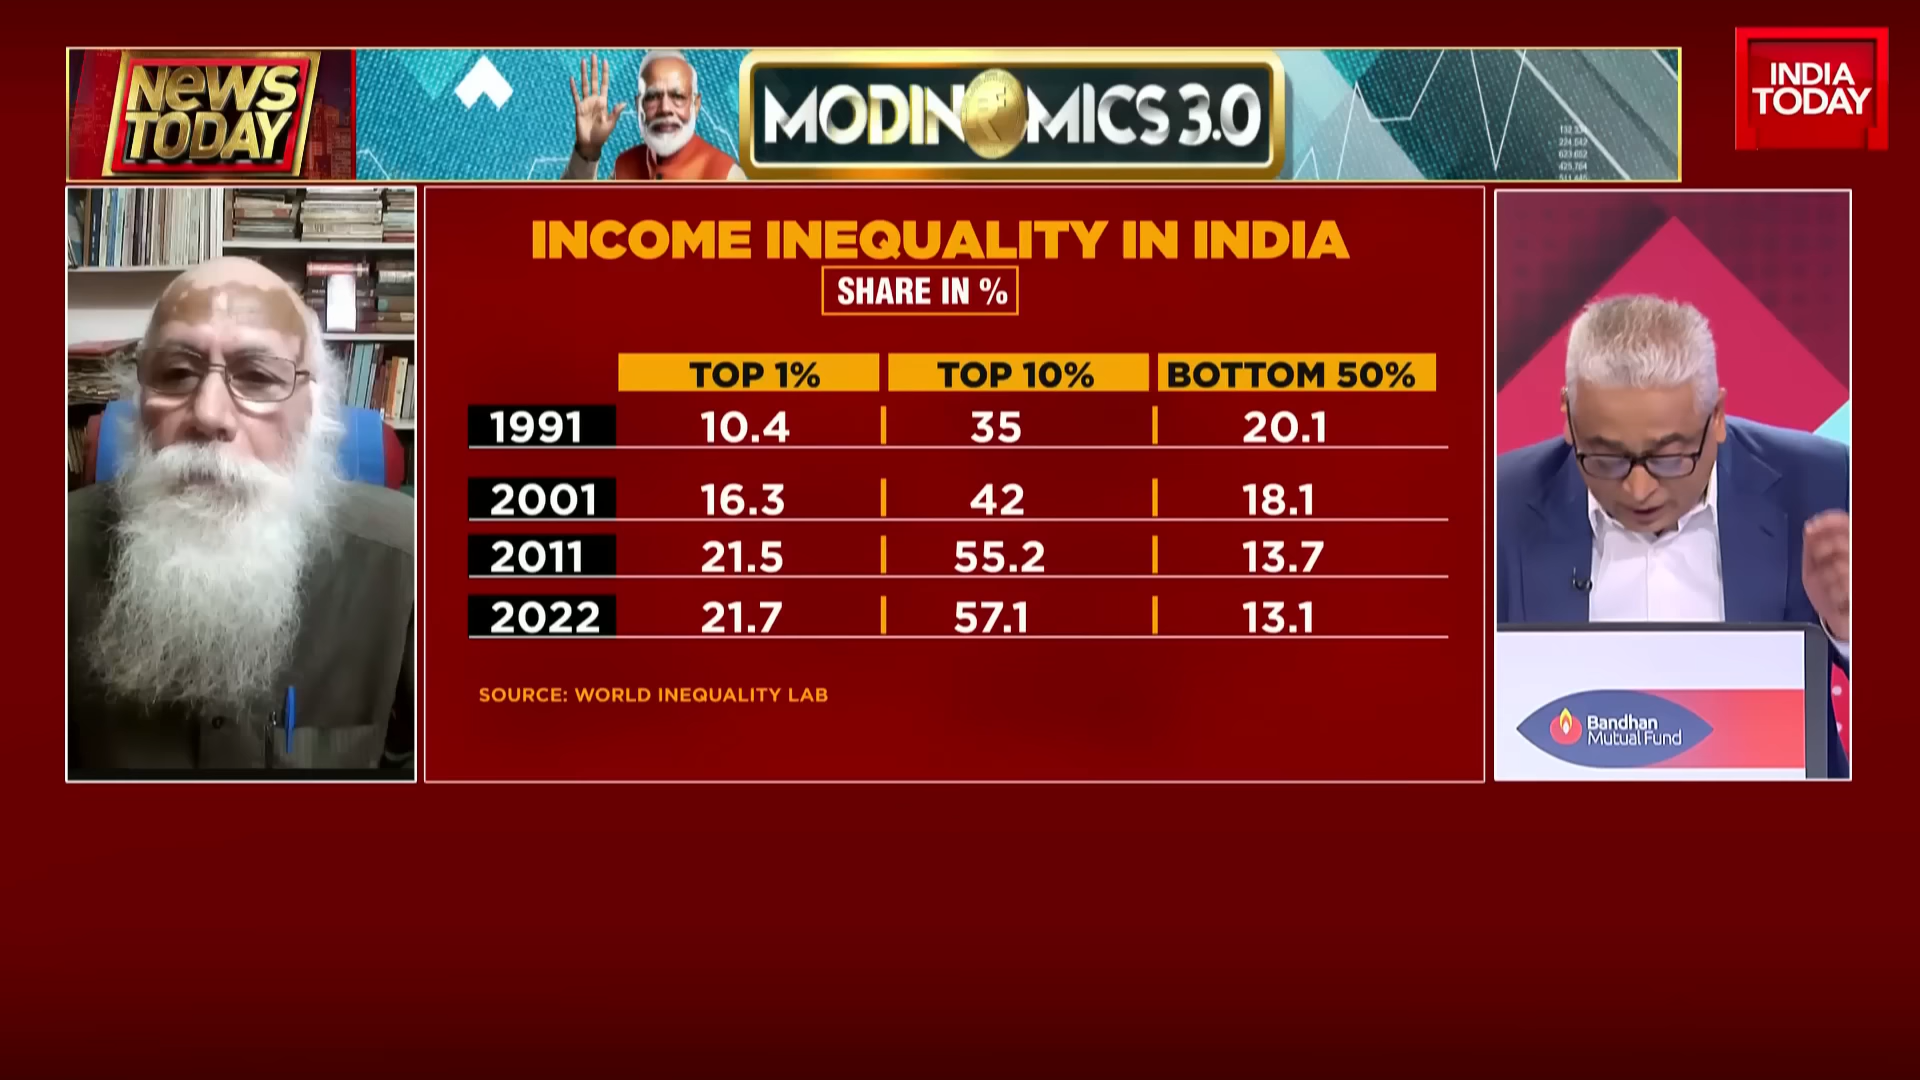 NEWS
TODAY
MODINOMICS 3.0
INDIA
TODAY
INCOME INEQUALITY IN INDIA
SHARE IN %
TOP 1% TOP 10% BOTTOM 50%
1991 10.4 35 20.1
2001 16.3 42 18.1
2011 21.5 55.2 13.7
2022 21.7 57.1 13.1
SOURCE: WORLD INEQUALITY LAB
Bandhan
Mutual Fund